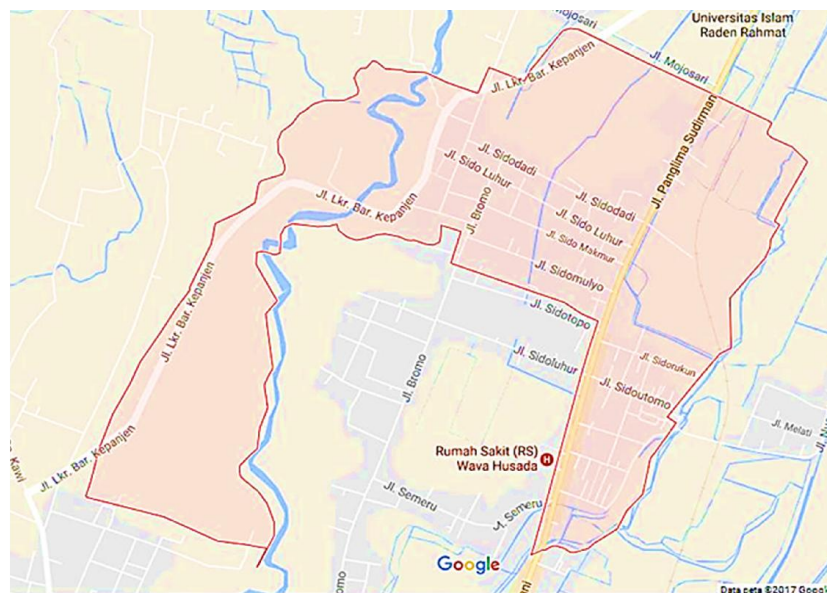 Mojosari
Universitas Islam
Raden Rahmat
Jl. Mojosari
Jl. Lkr. Bar. Kepanjen
Jl. Panglima Sudirman
Jl. Sidodadi
Jl. Sido Luhur
Jl. Sidodadi
Jl. Lkr. Bar. Kepanjen
Jl. Bromo
Jl. Sido Luhur
Jl. Sido Makmur
Jl. Sidomulyo
Jl. Lkr. Bar. Kepanjen
Jl. Sidotopo
Jl. Sidoluhur
Jl. Sidorukun
Jl. Bromo
Jl. Sidoutomo
Jl. Melati
Jl. Lkr. Bar. Kepanjen
Kawi
Rumah Sakit (RS)
Wava Husada
H
Jl. Semeru
Jl. Semeru
Google
omo
ani
Data peta ©2017 Google